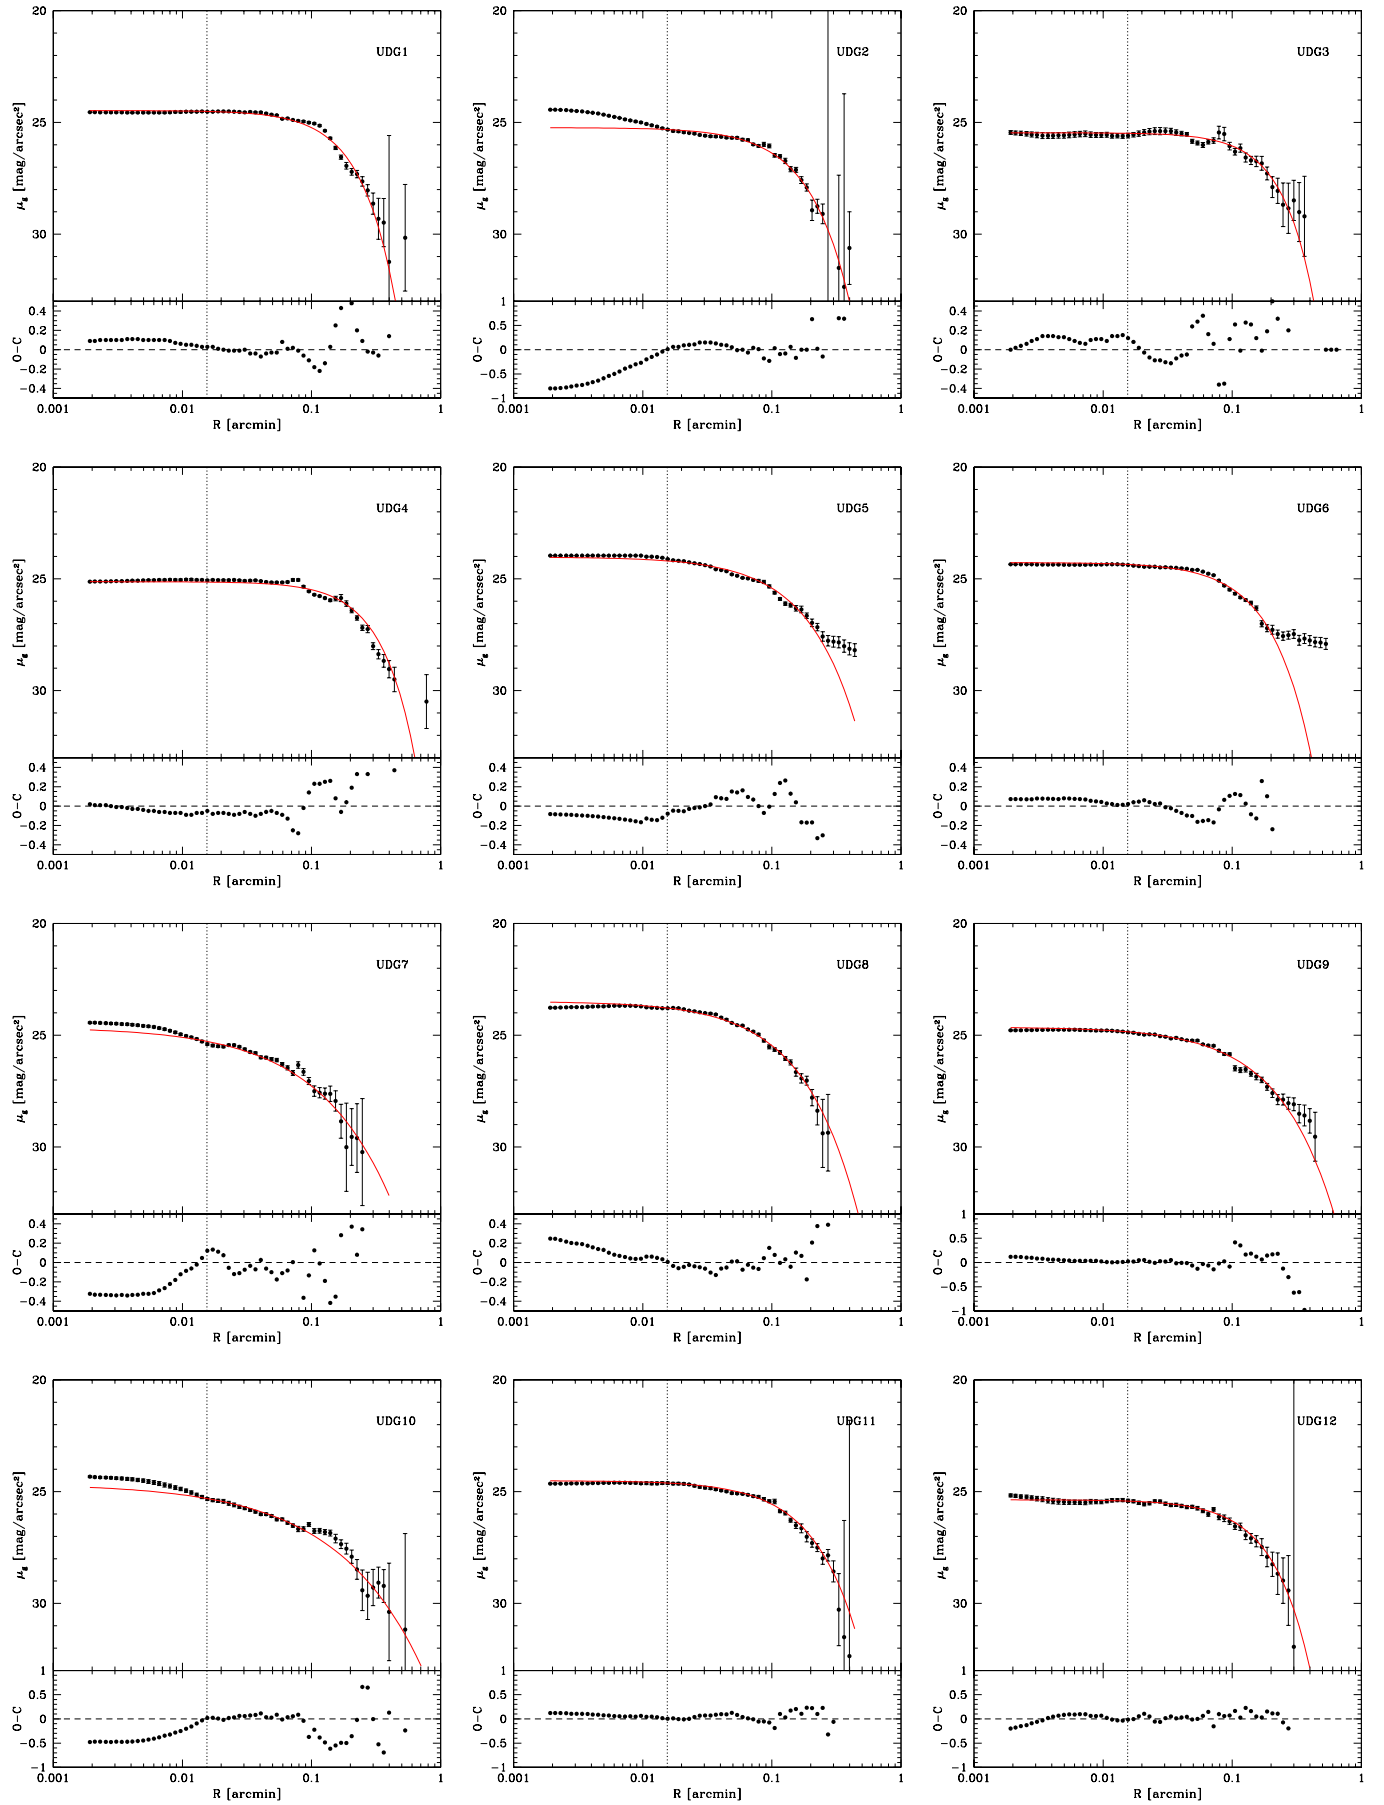 20
UDG1
25
μg [mag/arcsec²]
30
0.4
0.2
0
−0.2
−0.4
O−C
0.001 0.01 0.1 1
R [arcmin]
20
UDG2
25
μg [mag/arcsec²]
30
1
0.5
0
−0.5
−1
O−C
0.001 0.01 0.1 1
R [arcmin]
20
UDG3
25
μg [mag/arcsec²]
30
0.4
0.2
0
−0.2
−0.4
O−C
0.001 0.01 0.1 1
R [arcmin]
20
UDG4
25
μg [mag/arcsec²]
30
0.4
0.2
0
−0.2
−0.4
O−C
0.001 0.01 0.1 1
R [arcmin]
20
UDG5
25
μg [mag/arcsec²]
30
0.4
0.2
0
−0.2
−0.4
O−C
0.001 0.01 0.1 1
R [arcmin]
20
UDG6
25
μg [mag/arcsec²]
30
0.4
0.2
0
−0.2
−0.4
O−C
0.001 0.01 0.1 1
R [arcmin]
20
UDG7
25
μg [mag/arcsec²]
30
0.4
0.2
0
−0.2
−0.4
O−C
0.001 0.01 0.1 1
R [arcmin]
20
UDG8
25
μg [mag/arcsec²]
30
0.4
0.2
0
−0.2
−0.4
O−C
0.001 0.01 0.1 1
R [arcmin]
20
UDG9
25
μg [mag/arcsec²]
30
1
0.5
0
−0.5
−1
O−C
0.001 0.01 0.1 1
R [arcmin]
20
UDG10
25
μg [mag/arcsec²]
30
1
0.5
0
−0.5
−1
O−C
0.001 0.01 0.1 1
R [arcmin]
20
UDG11
25
μg [mag/arcsec²]
30
1
0.5
0
−0.5
−1
O−C
0.001 0.01 0.1 1
R [arcmin]
20
UDG12
25
μg [mag/arcsec²]
30
1
0.5
0
−0.5
−1
O−C
0.001 0.01 0.1 1
R [arcmin]